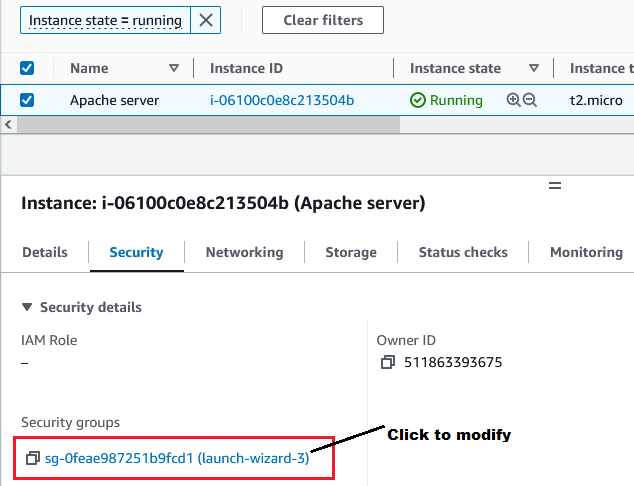 Instance state = running
Clear filters
Name Instance ID Instance state Instance t
Apache server i-06100c0e8c213504b Running t2.micro
Instance: i-06100c0e8c213504b (Apache server)
Details Security Networking Storage Status checks Monitoring
Security details
IAM Role Owner ID
– 511863393675
Security groups
Click to modify
sg-0feae987251b9fcd1 (launch-wizard-3)